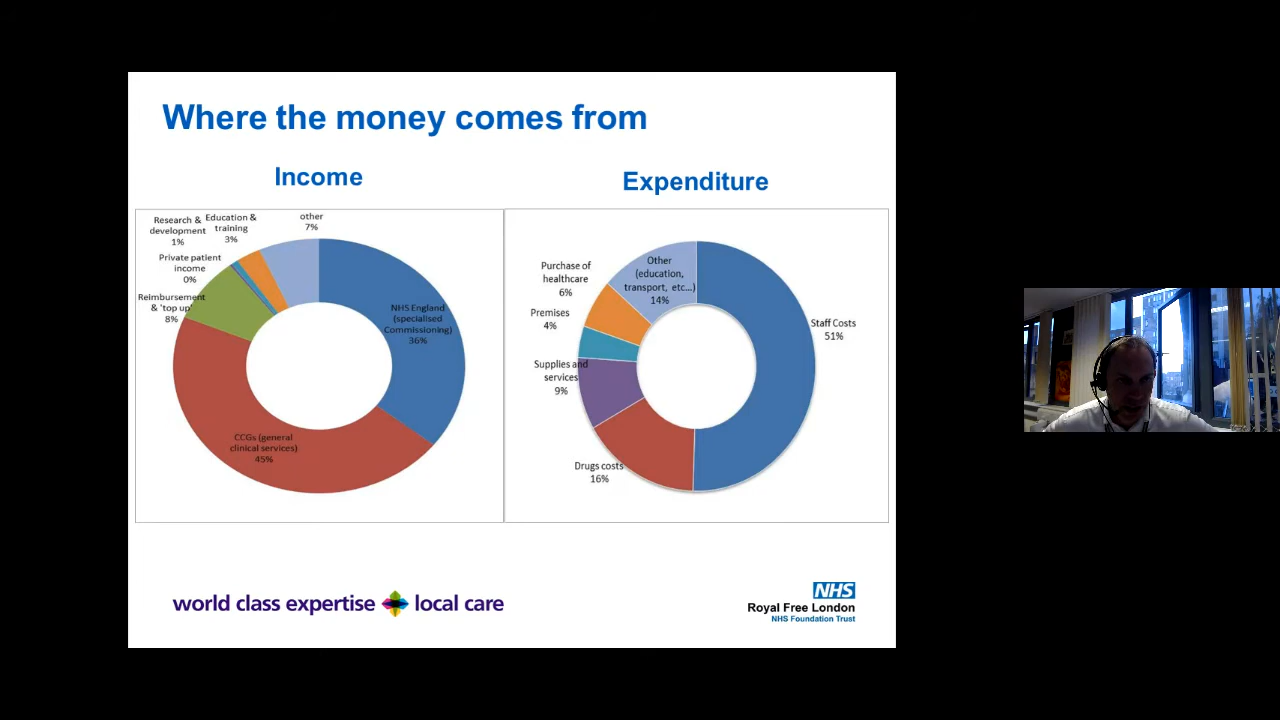 Where the money comes from
Income
Expenditure
Research &
development
1%
Education &
training
3%
other
7%
Private patient
income
0%
Reimbursement
& 'top up'
8%
NHS England
(specialised
Commissioning)
36%
CCGs (general
clinical services)
45%
Purchase of
healthcare
6%
Other
(education,
transport, etc...)
14%
Premises
4%
Staff Costs
51%
Supplies and
services
9%
Drugs costs
16%
world class expertise local care
NHS
Royal Free London
NHS Foundation Trust